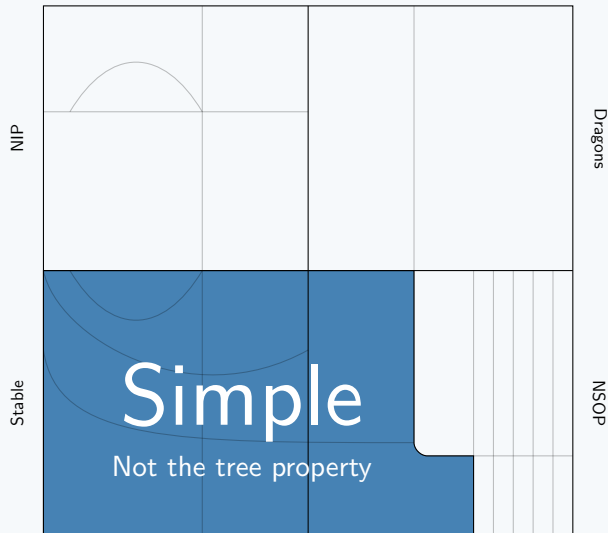 NIP
Dragons
Stable
Simple
Not the tree property
NSOP